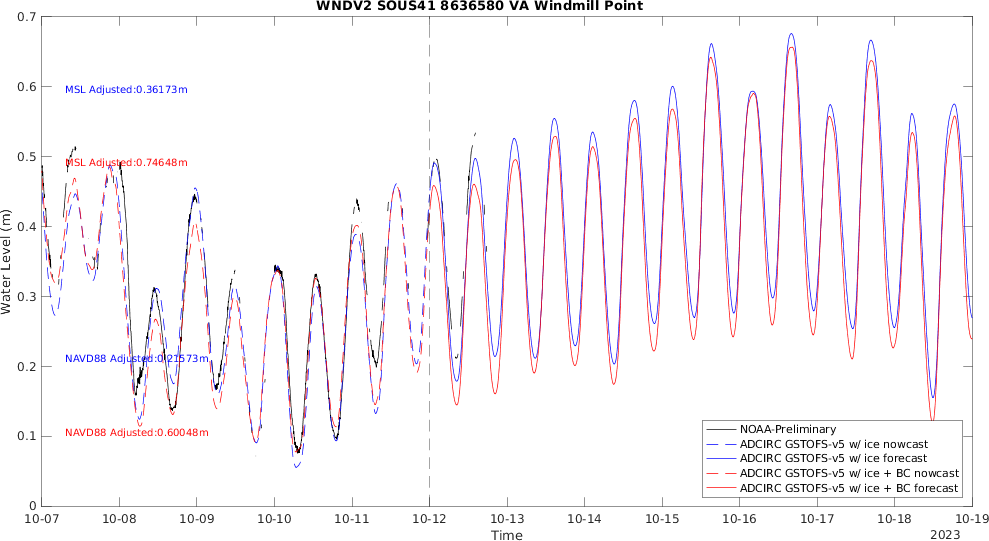 WNDV2 SOUS41 8636580 VA Windmill Point
0.7
0.6
0.5
0.4
0.3
0.2
0.1
0
Water Level (m)
MSL Adjusted:0.36173m
MSL Adjusted:0.74648m
NAVD88 Adjusted:0.21573m
NAVD88 Adjusted:0.60048m
NOAA-Preliminary
ADCIRC GSTOFS-v5 w/ ice nowcast
ADCIRC GSTOFS-v5 w/ ice forecast
ADCIRC GSTOFS-v5 w/ ice + BC nowcast
ADCIRC GSTOFS-v5 w/ ice + BC forecast
10-07 10-08 10-09 10-10 10-11 10-12 10-13 10-14 10-15 10-16 10-17 10-18 10-19
Time
2023